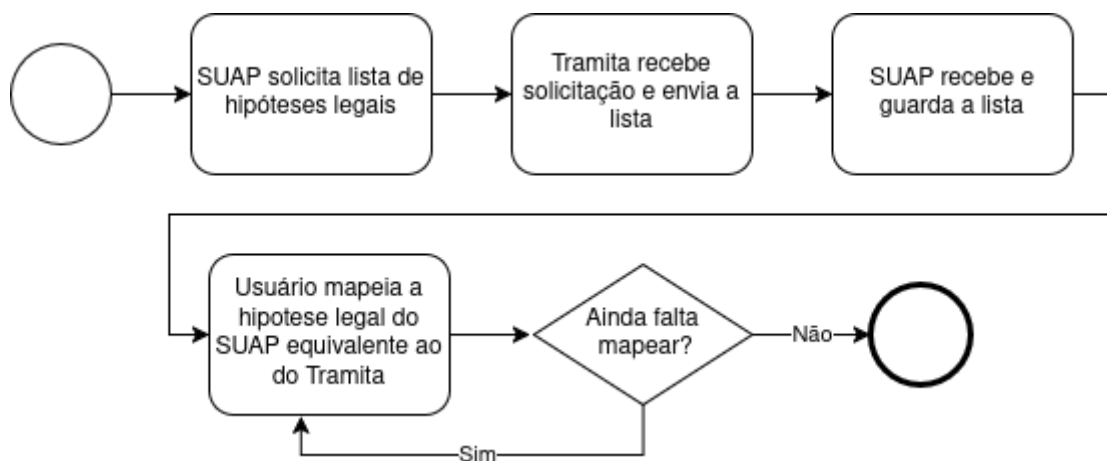 SUAP solicita lista de
hipóteses legais
Tramita recebe
solicitação e envia a
lista
SUAP recebe e
guarda a lista
Usuário mapeia a
hipotese legal do
SUAP equivalente ao
do Tramita
Ainda falta
mapear?
Não
Sim